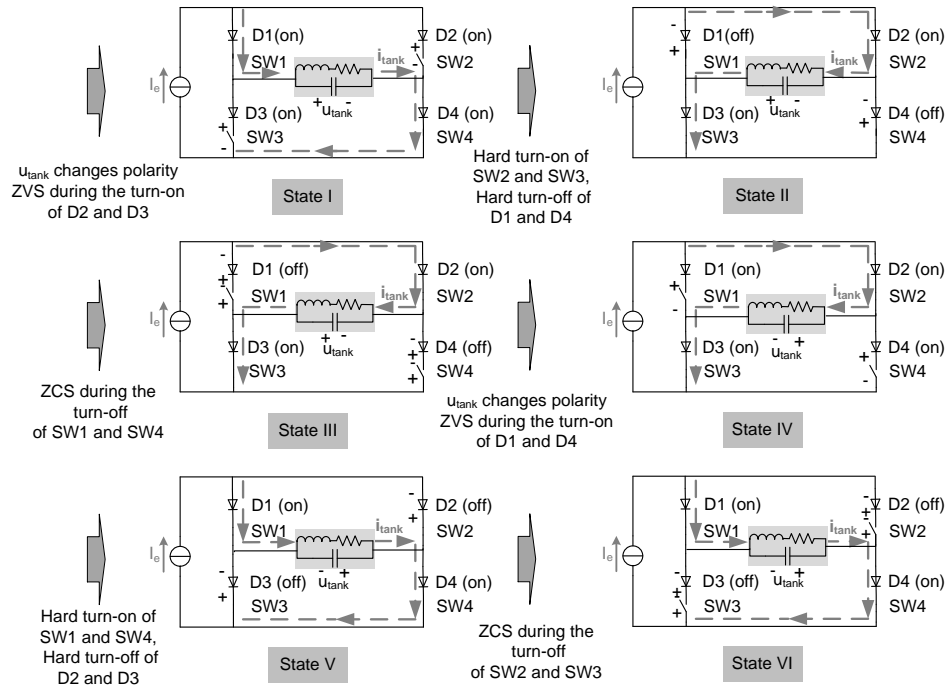 D1(on)
D2 (on)
SW1
i_tank
SW2
I_e
D3 (on)
u_tank
D4 (on)
SW3
SW4
u_tank changes polarity
ZVS during the turn-on
of D2 and D3
State I
D1(off)
D2 (on)
SW1
i_tank
SW2
I_e
D3 (on)
u_tank
D4 (off)
SW3
SW4
Hard turn-on of
SW2 and SW3,
Hard turn-off of
D1 and D4
State II
D1 (off)
D2 (on)
SW1
i_tank
SW2
I_e
D3 (on)
u_tank
D4 (off)
SW3
SW4
ZCS during the
turn-off
of SW1 and SW4
State III
D1 (on)
D2 (on)
SW1
i_tank
SW2
I_e
D3 (on)
u_tank
D4 (on)
SW3
SW4
u_tank changes polarity
ZVS during the turn-on
of D1 and D4
State IV
D1 (on)
D2 (off)
SW1
i_tank
SW2
I_e
D3 (off)
u_tank
D4 (on)
SW3
SW4
Hard turn-on of
SW1 and SW4,
Hard turn-off of
D2 and D3
State V
D1 (on)
D2 (off)
SW1
i_tank
SW2
I_e
D3 (off)
u_tank
D4 (on)
SW3
SW4
ZCS during the
turn-off
of SW2 and SW3
State VI